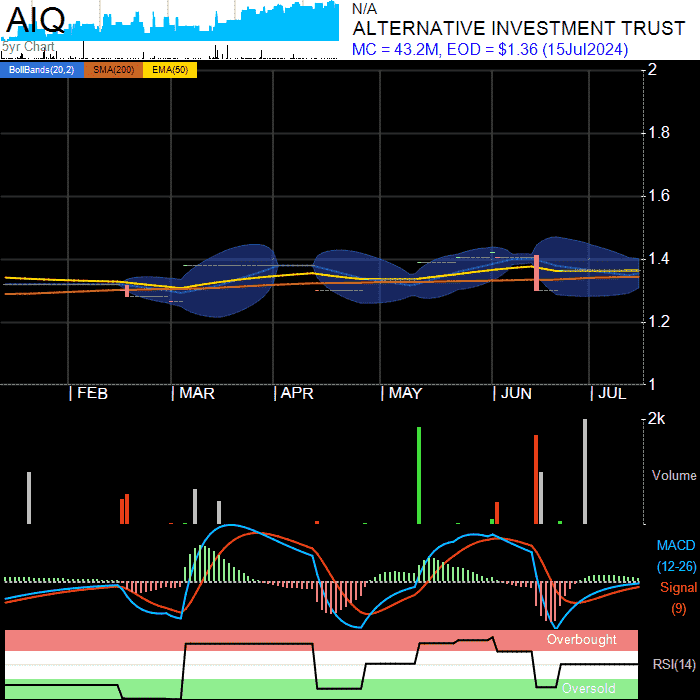 AIQ
N/A
ALTERNATIVE INVESTMENT TRUST
5yr Chart
MC = 43.2M, EOD = $1.36 (15Jul2024)
BollBands(20,2) SMA(200) EMA(50)
2
1.8
1.6
1.4
1.2
1
FEB MAR APR MAY JUN JUL
2k
Volume
MACD
(12-26)
Signal
(9)
Overbought
RSI(14)
Oversold